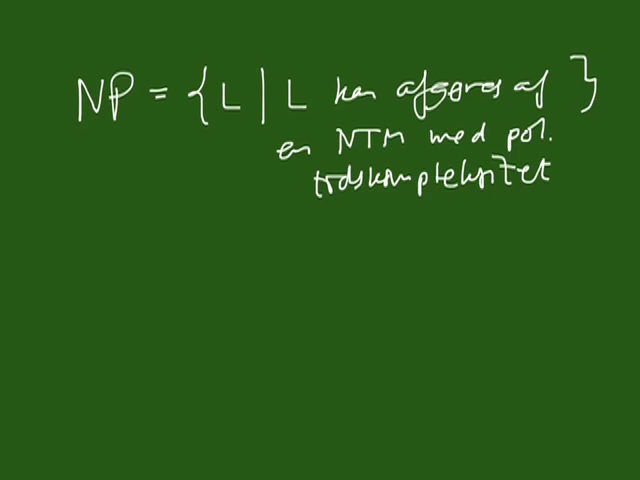 NP = { L | L kan afgøres af }
en NTM med pol.
tidskompleksitet